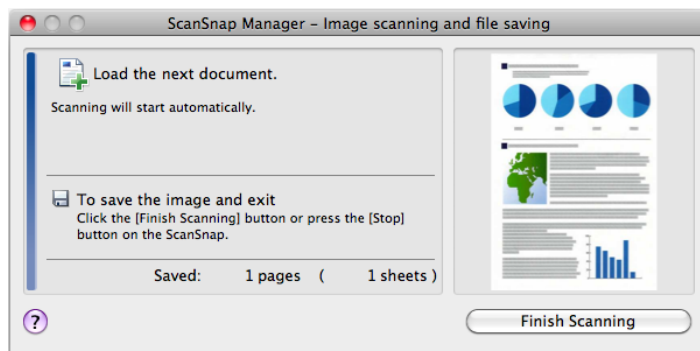 ScanSnap Manager – Image scanning and file saving
Load the next document.
Scanning will start automatically.
To save the image and exit
Click the [Finish Scanning] button or press the [Stop]
button on the ScanSnap.
Saved: 1 pages ( 1 sheets )
?
Finish Scanning